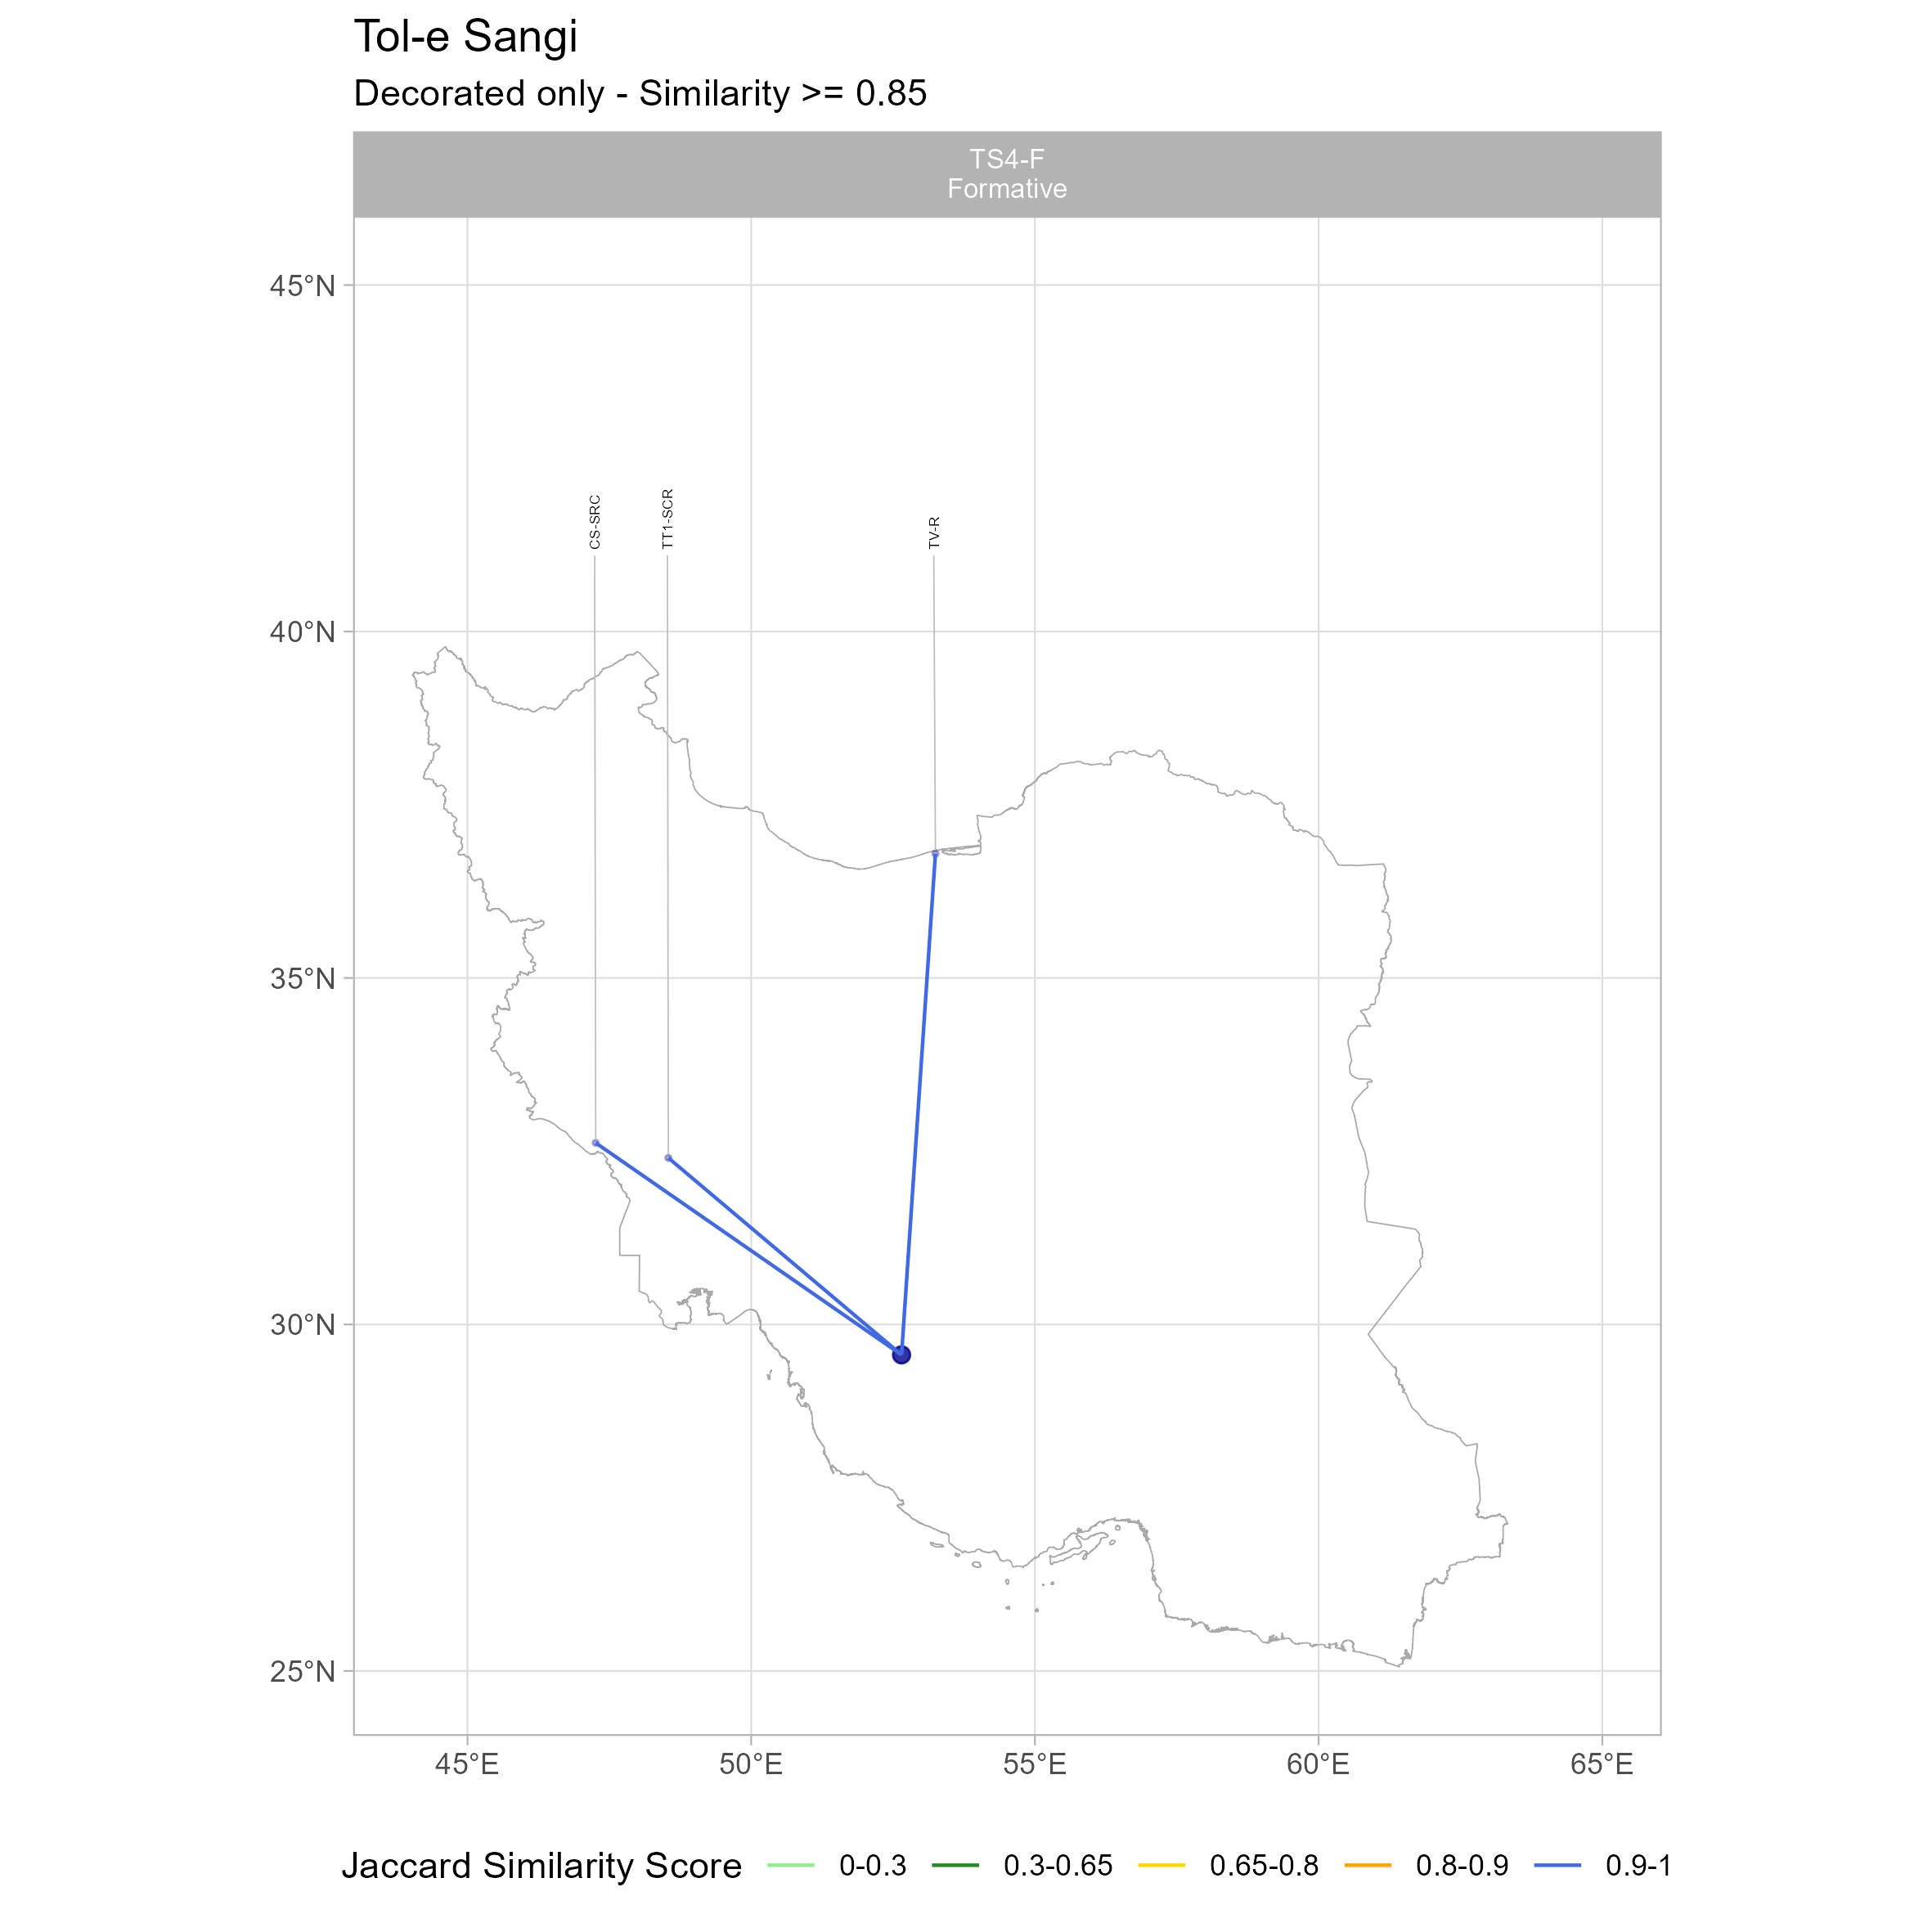 Tol-e Sangi
Decorated only - Similarity >= 0.85
TS4-F
Formative
45°N
40°N
35°N
30°N
25°N
CS-SRC
TT1-SCR
TV-R
45°E
50°E
55°E
60°E
65°E
Jaccard Similarity Score 0-0.3 0.3-0.65 0.65-0.8 0.8-0.9 0.9-1